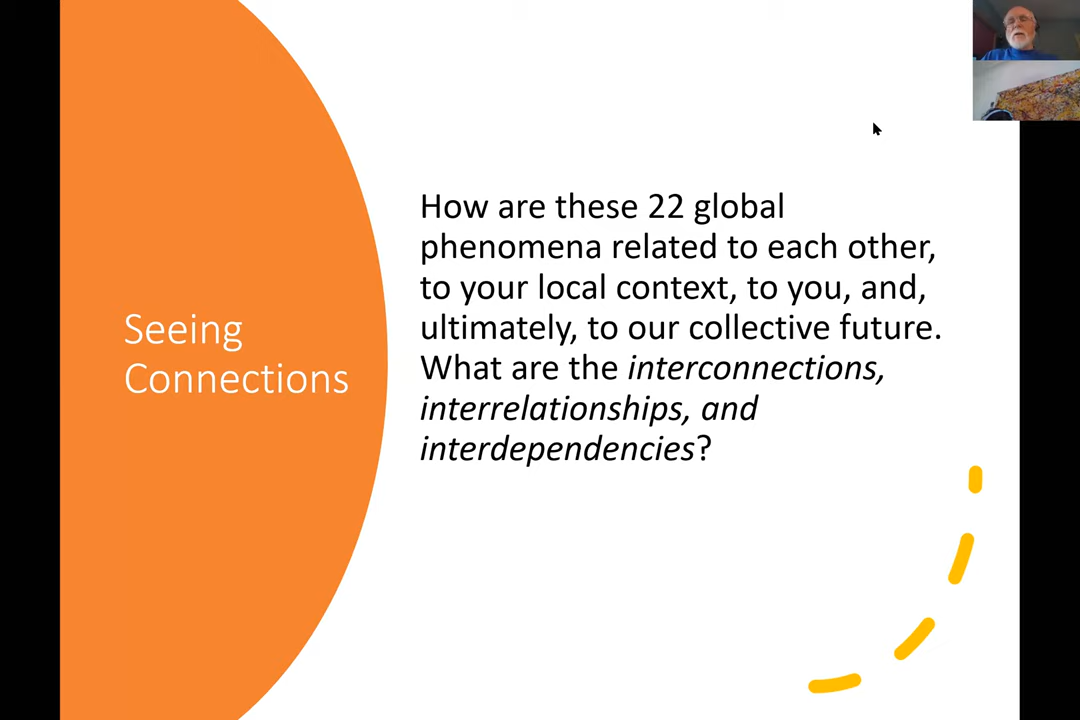 Seeing
Connections
How are these 22 global
phenomena related to each other,
to your local context, to you, and,
ultimately, to our collective future.
What are the interconnections,
interrelationships, and
interdependencies?